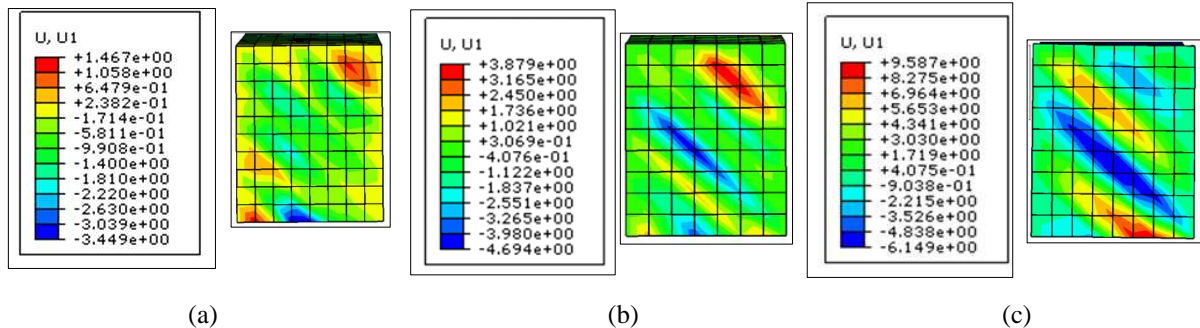 U, U1
+1.467e+00
+1.058e+00
+6.479e-01
+2.382e-01
-1.714e-01
-5.811e-01
-9.908e-01
-1.400e+00
-1.810e+00
-2.220e+00
-2.630e+00
-3.039e+00
-3.449e+00
(a)
U, U1
+3.879e+00
+3.165e+00
+2.450e+00
+1.736e+00
+1.021e+00
+3.069e-01
-4.076e-01
-1.122e+00
-1.837e+00
-2.551e+00
-3.265e+00
-3.980e+00
-4.694e+00
(b)
U, U1
+9.587e+00
+8.275e+00
+6.964e+00
+5.653e+00
+4.341e+00
+3.030e+00
+1.719e+00
+4.075e-01
-9.038e-01
-2.215e+00
-3.526e+00
-4.838e+00
-6.149e+00
(c)